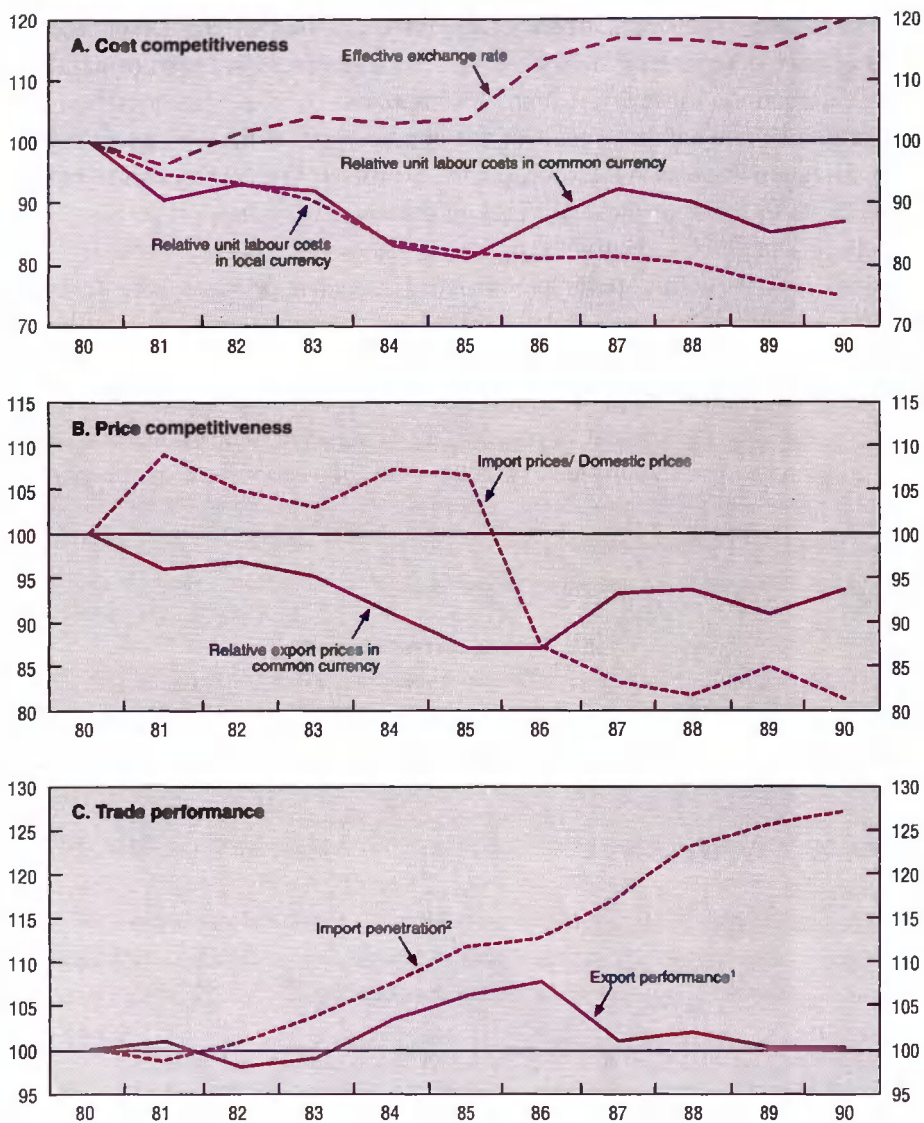 120 120
A. Cost competitiveness
Effective exchange rate
110 110
100 100
Relative unit labour costs in common currency
90 90
Relative unit labour costs
in local currency
80 80
70 70
80 81 82 83 84 85 86 87 88 89 90
115 115
B. Price competitiveness
110 110
Import prices/ Domestic prices
105 105
100 100
95 95
90 90
Relative export prices in
common currency
85 85
80 80
80 81 82 83 84 85 86 87 88 89 90
130 130
C. Trade performance
125 125
120 120
115 115
Import penetration²
110 110
Export performance¹
105 105
100 100
95 95
80 81 82 83 84 85 86 87 88 89 90